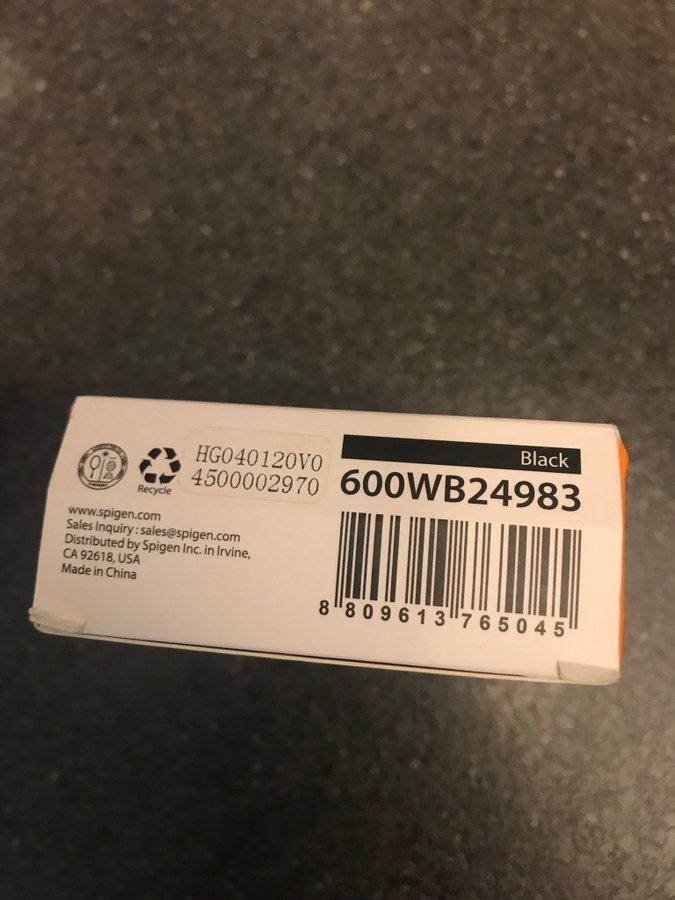 Recycle
HG040120V0
4500002970
www.spigen.com
Sales Inquiry : sales@spigen.com
Distributed by Spigen Inc. in Irvine,
CA 92618, USA
Made in China
Black
600WB24983
8 809613 765045